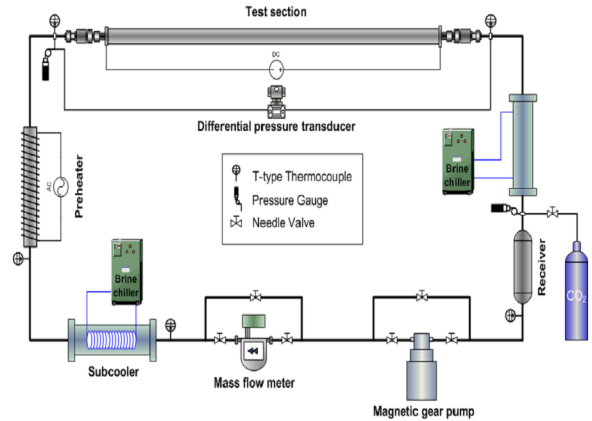 Test section
DC
Differential pressure transducer
AC
Preheater
T-type Thermocouple
Pressure Gauge
Needle Valve
Brine
chiller
Receiver
CO2
Brine
chiller
Subcooler
Mass flow meter
Magnetic gear pump